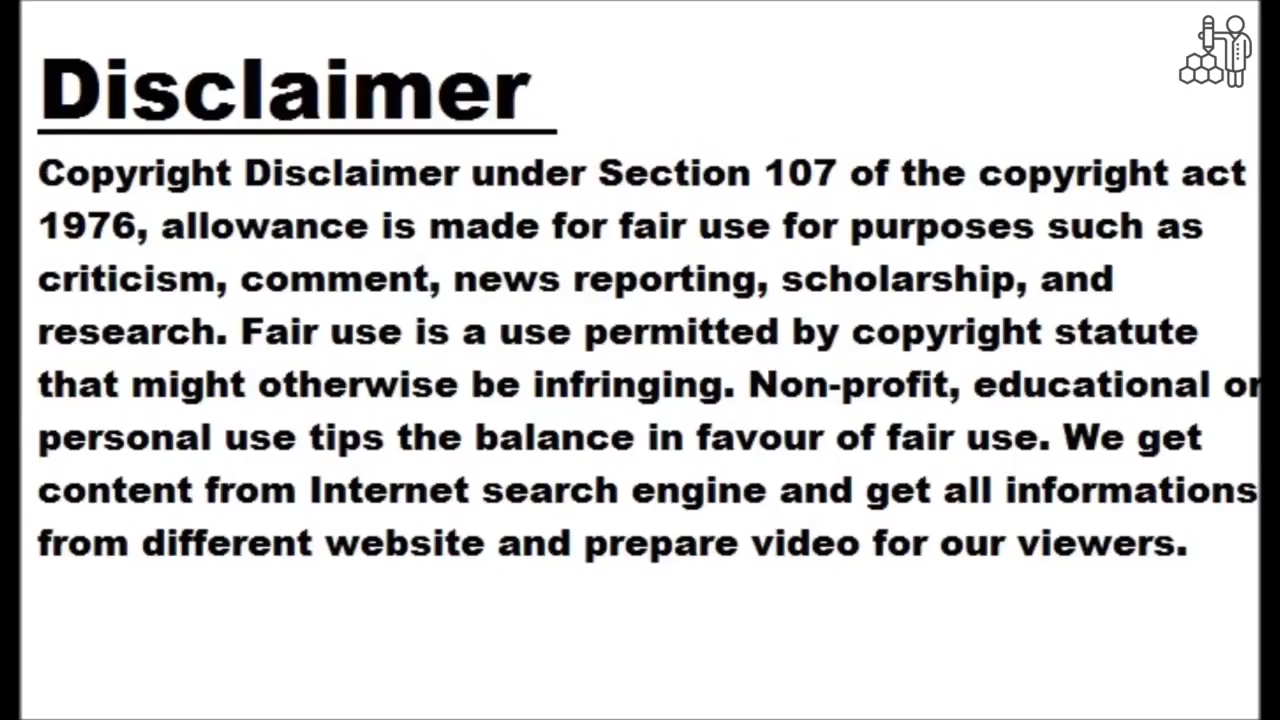 Disclaimer
Copyright Disclaimer under Section 107 of the copyright act
1976, allowance is made for fair use for purposes such as
criticism, comment, news reporting, scholarship, and
research. Fair use is a use permitted by copyright statute
that might otherwise be infringing. Non-profit, educational or
personal use tips the balance in favour of fair use. We get
content from Internet search engine and get all informations
from different website and prepare video for our viewers.